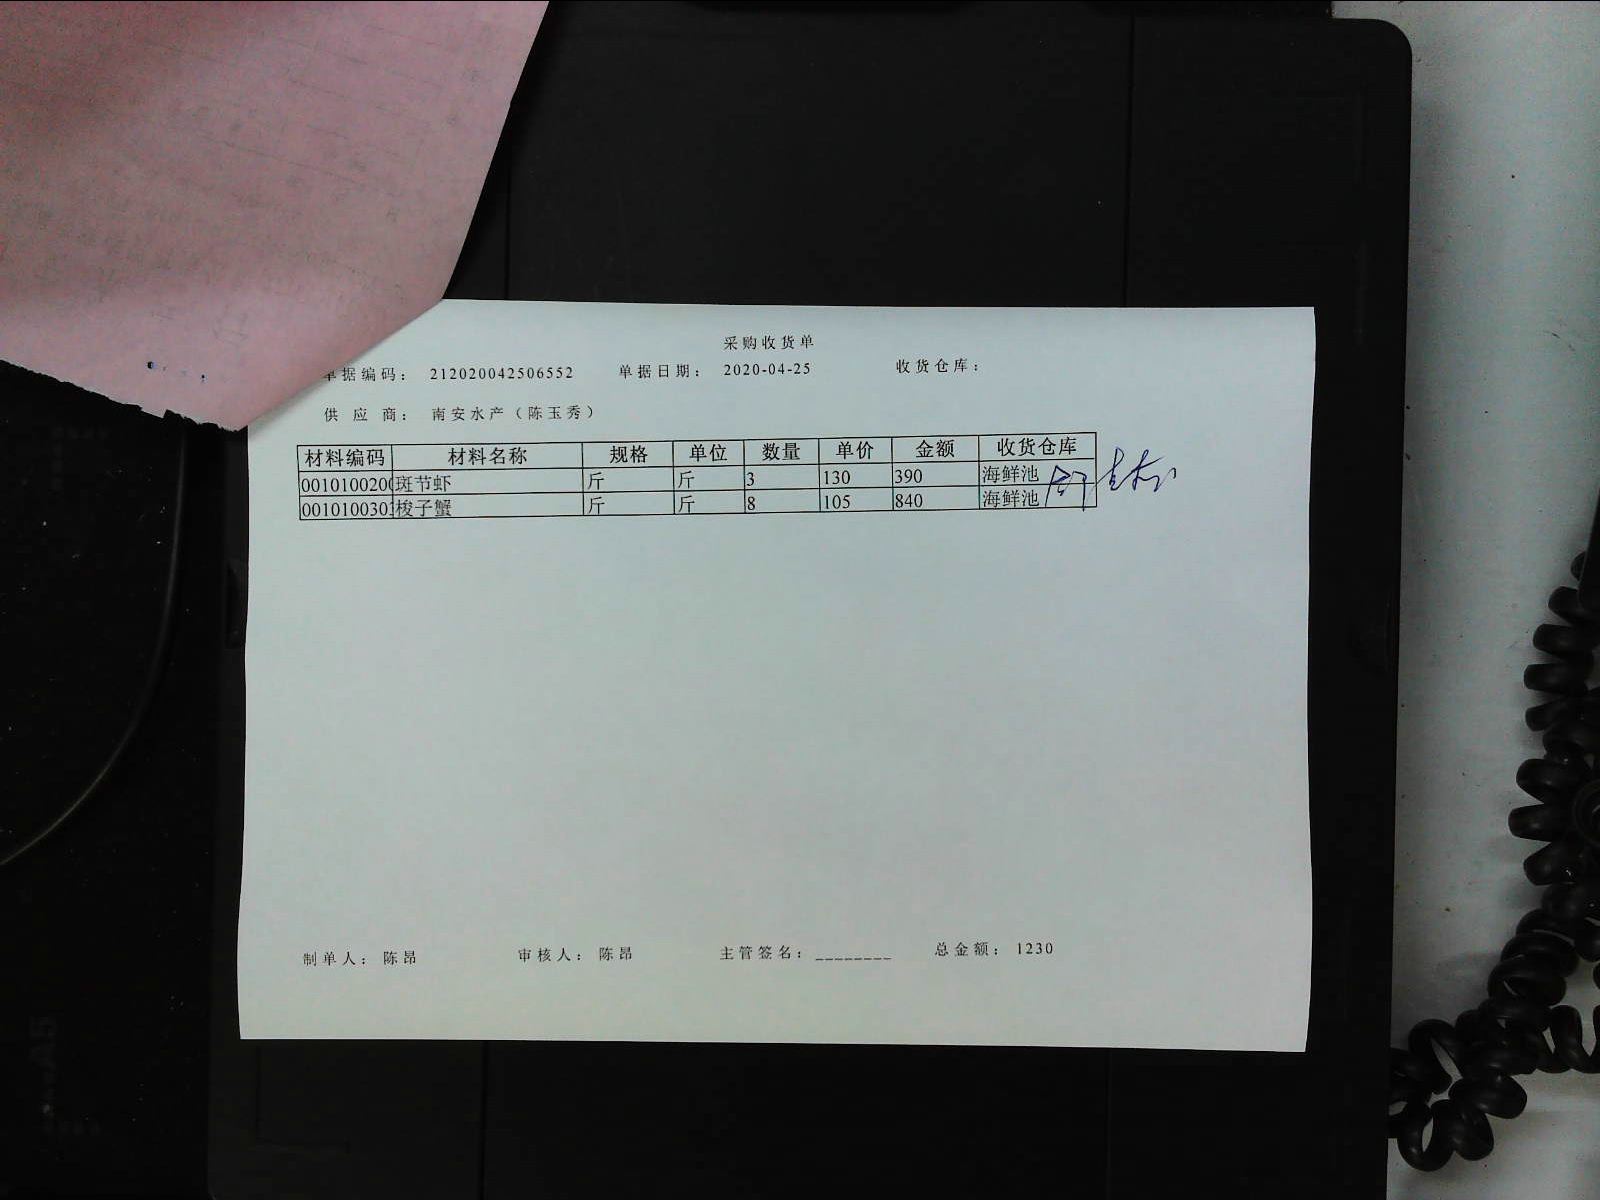 采购收货单
单据编码： 212020042506552 单据日期： 2020-04-25 收货仓库：
供 应 商： 南安水产（陈玉秀）
材料编码 材料名称 规格 单位 数量 单价 金额 收货仓库
0010100200 斑节虾 斤 斤 3 130 390 海鲜池
001010030 梭子蟹 斤 斤 8 105 840 海鲜池
制单人： 陈昂 审核人： 陈昂 主管签名：________ 总金额： 1230